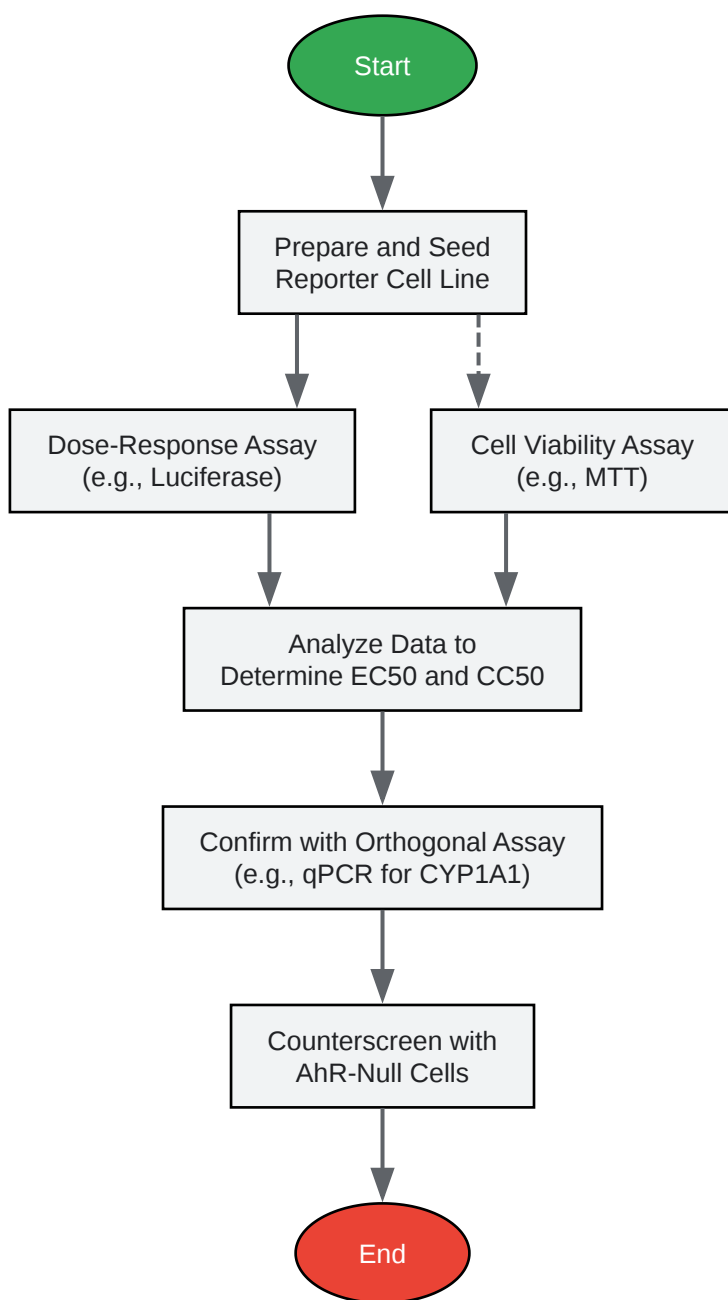 Start
Prepare and Seed
Reporter Cell Line
Dose-Response Assay
(e.g., Luciferase)
Cell Viability Assay
(e.g., MTT)
Analyze Data to
Determine EC50 and CC50
Confirm with Orthogonal Assay
(e.g., qPCR for CYP1A1)
Counterscreen with
AhR-Null Cells
End